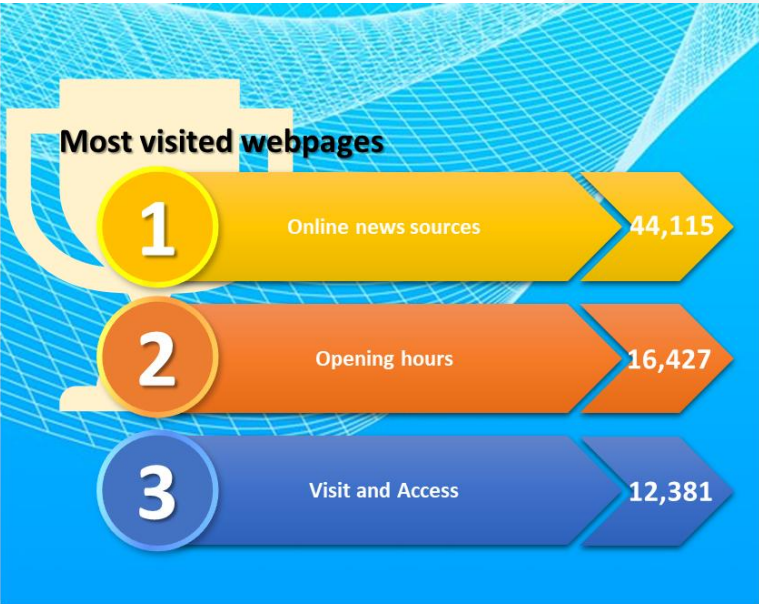 Most visited webpages
1
Online news sources
44,115
2
Opening hours
16,427
3
Visit and Access
12,381